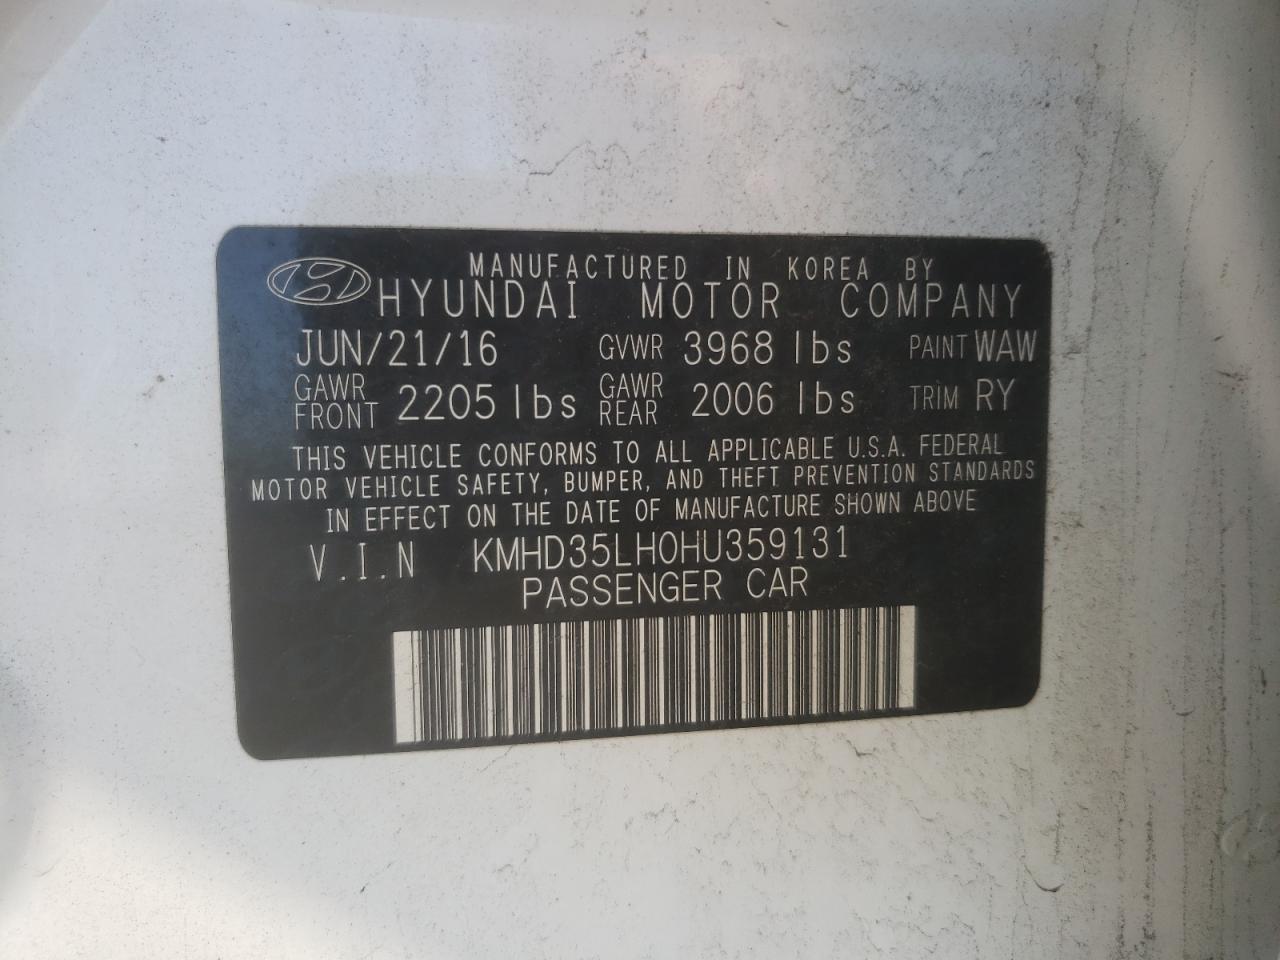 MANUFACTURED IN KOREA BY
HYUNDAI MOTOR COMPANY
JUN/21/16 GVWR 3968 lbs PAINT WAW
GAWR FRONT 2205 lbs GAWR REAR 2006 lbs TRIM RY
THIS VEHICLE CONFORMS TO ALL APPLICABLE U.S.A. FEDERAL
MOTOR VEHICLE SAFETY, BUMPER, AND THEFT PREVENTION STANDARDS
IN EFFECT ON THE DATE OF MANUFACTURE SHOWN ABOVE
V.I.N KMHD35LH0HU359131
PASSENGER CAR